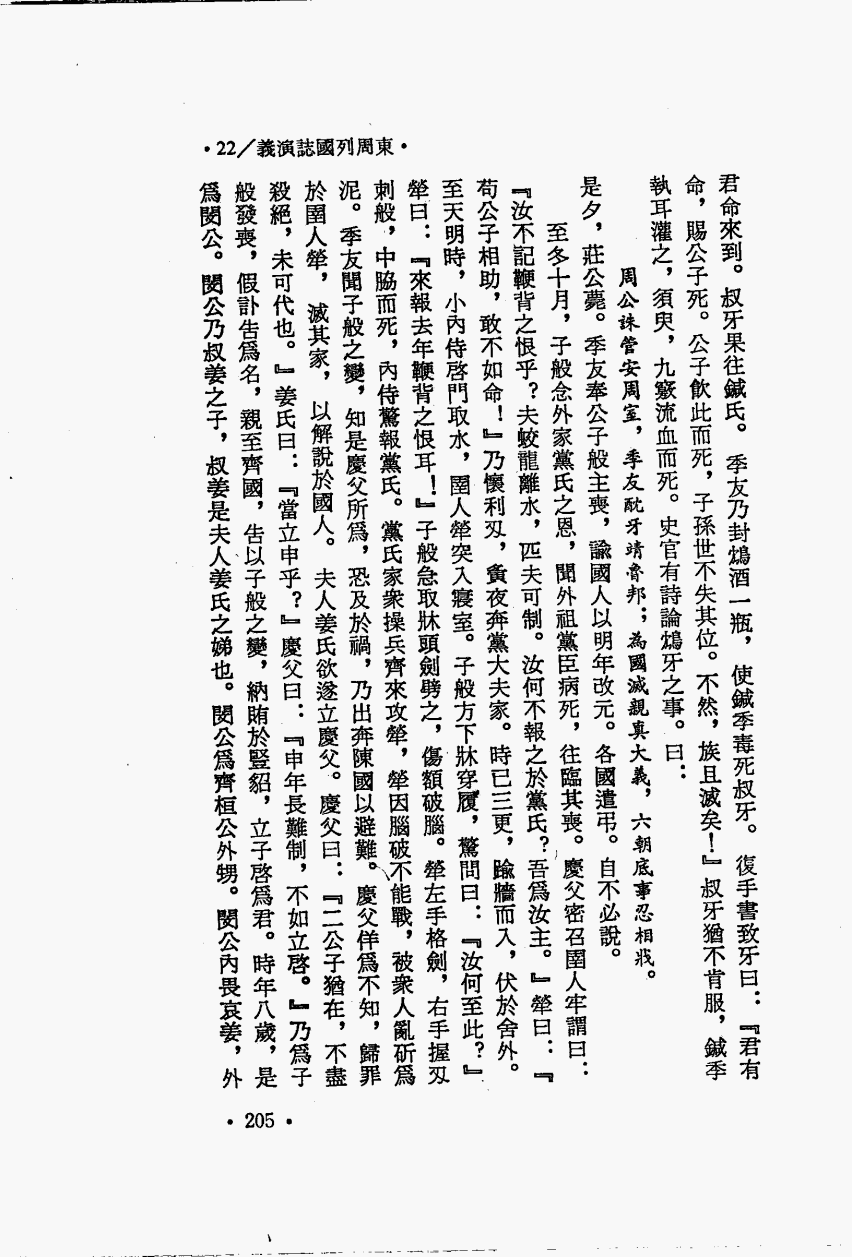 •22/義演誌國列周東•
君命來到。叔牙果往鍼氏。季友乃封鴆酒一瓶，使鍼季毒死叔牙。復手書致牙曰：『君有
命，賜公子死。公子飲此而死，子孫世不失其位。不然，族且滅矣！』叔牙猶不肯服，鍼季
執耳灌之，須臾，九竅流血而死。史官有詩論鴆牙之事。曰：
周公誅管安周室，季友酖牙靖魯邦；為國滅親真大義，六朝底事忍相戕。
是夕，莊公薨。季友奉公子般主喪，諭國人以明年改元。各國遣弔。自不必說。
至冬十月，子般念外家黨氏之恩，聞外祖黨臣病死，往臨其喪。慶父密召圉人牢謂曰：
『汝不記鞭背之恨乎？夫蛟龍離水，匹夫可制。汝何不報之於黨氏？吾爲汝主。』犖曰：『
苟公子相助，敢不如命！』乃懷利刃，夤夜奔黨大夫家。時已三更，踰牆而入，伏於舍外。
至天明時，小內侍啓門取水，圉人犖突入寢室。子般方下牀穿履，驚問曰：『汝何至此？』
犖曰：『來報去年鞭背之恨耳！』子般急取牀頭劍劈之，傷額破腦。犖左手格劍，右手握刃
刺般，中脇而死，內侍驚報黨氏。黨氏家衆操兵齊來攻犖，犖因腦破不能戰，被衆人亂斫爲
泥。季友聞子般之變，知是慶父所爲，恐及於禍，乃出奔陳國以避難。慶父佯爲不知，歸罪
於圉人犖，滅其家，以解說於國人。夫人姜氏欲遂立慶父。慶父曰：『二公子猶在，不盡
殺絕，未可代也。』姜氏曰：『當立申乎？』慶父曰：『申年長難制，不如立啓。』乃爲子
般發喪，假訃告爲名，親至齊國，告以子般之變，納賄於豎貂，立子啓爲君。時年八歲，是
爲閔公。閔公乃叔姜之子，叔姜是夫人姜氏之娣也。閔公爲齊桓公外甥。閔公內畏哀姜，外
•205•